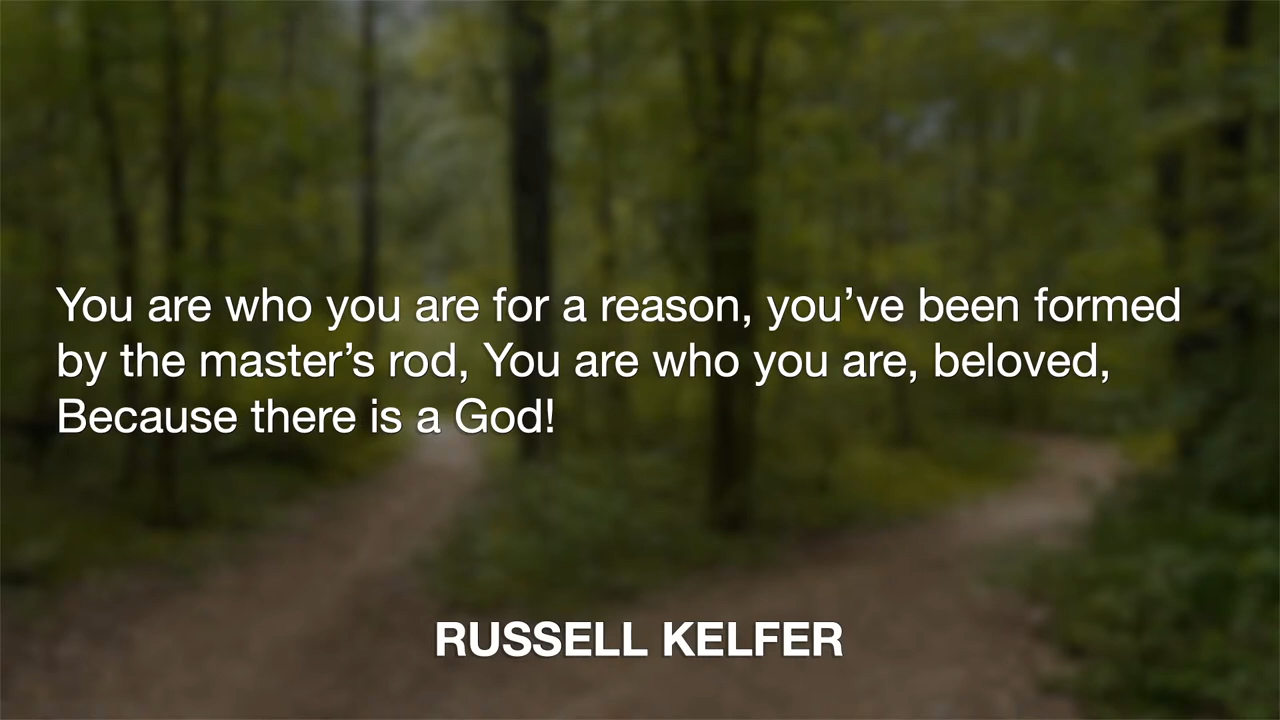 You are who you are for a reason, you’ve been formed
by the master’s rod, You are who you are, beloved,
Because there is a God!
RUSSELL KELFER